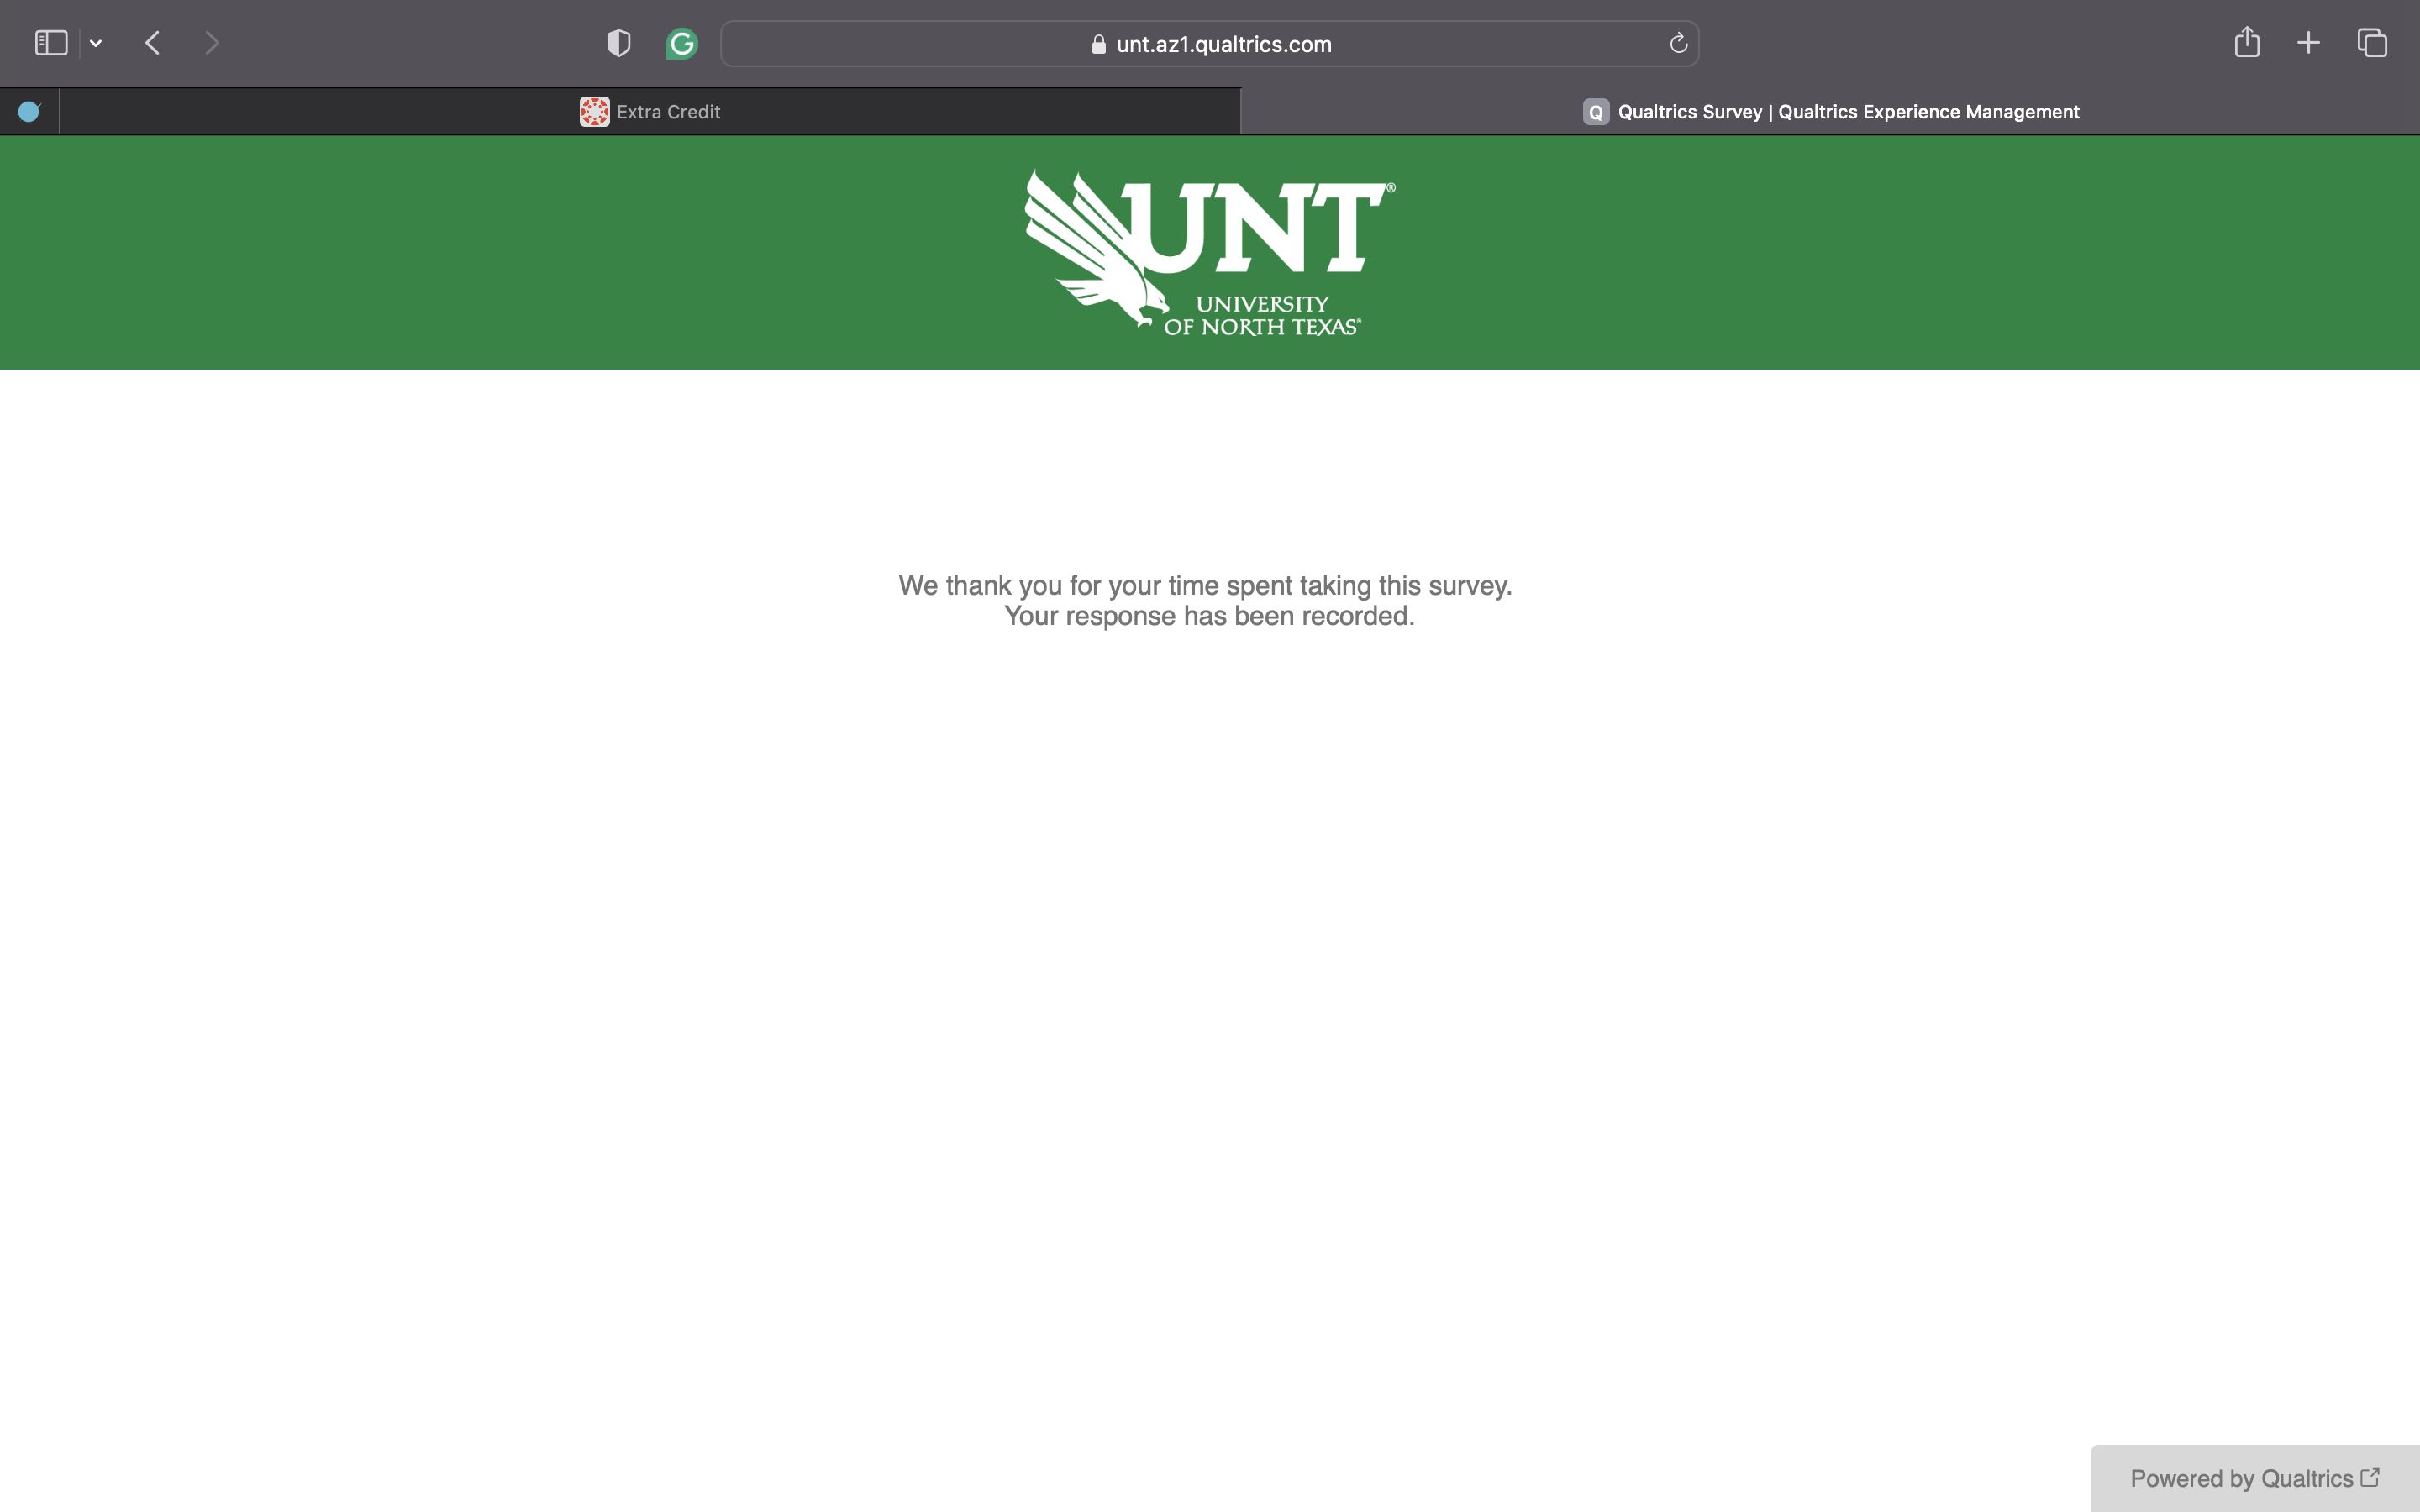 unt.az1.qualtrics.com
Extra Credit
Q Qualtrics Survey | Qualtrics Experience Management
UNT®
UNIVERSITY
OF NORTH TEXAS®
We thank you for your time spent taking this survey.
Your response has been recorded.
Powered by Qualtrics